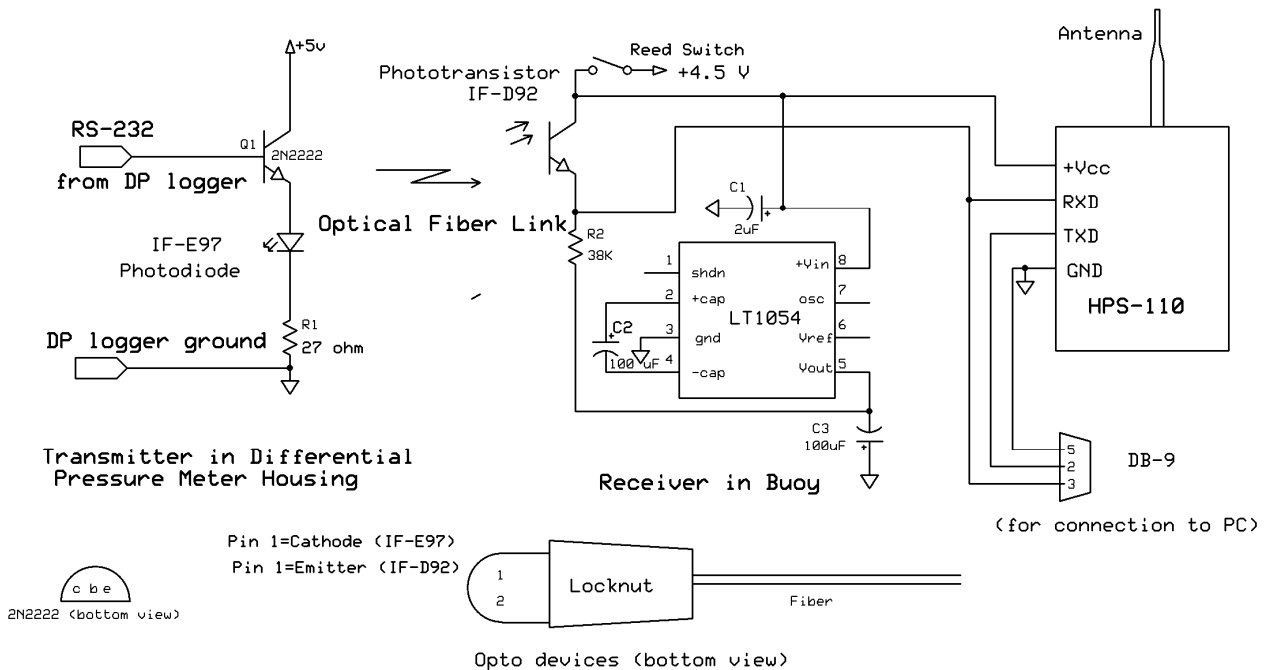 +5v
RS-232
Q1
2N2222
from DP logger
IF-E97
Photodiode
R1
27 ohm
DP logger ground
Transmitter in Differential
Pressure Meter Housing
Optical Fiber Link
Reed Switch
+4.5 V
Phototransistor
IF-D92
R2
38K
C1
+
2uF
LT1054
1
shdn
2
+cap
3
gnd
4
-cap
8
+Vin
7
osc
6
Vref
5
Vout
+
C2
100 uF
C3
100uF
+
Receiver in Buoy
Antenna
+Vcc
RXD
TXD
GND
HPS-110
5
2
3
DB-9
(for connection to PC)
Pin 1=Cathode (IF-E97)
Pin 1=Emitter (IF-D92)
1
2
Locknut
Fiber
Opto devices (bottom view)
c b e
2N2222 (bottom view)